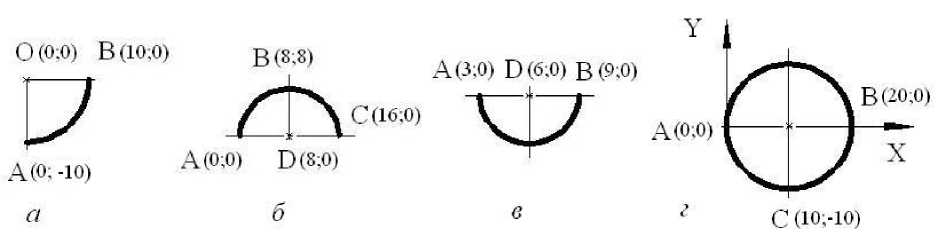 O (0;0) B (10;0)
A (0; -10)
а
B (8;8)
C (16;0)
A (0;0) D (8;0)
б
A (3;0) D (6;0) B (9;0)
в
Y
B (20;0)
A (0;0)
X
C (10;-10)
г